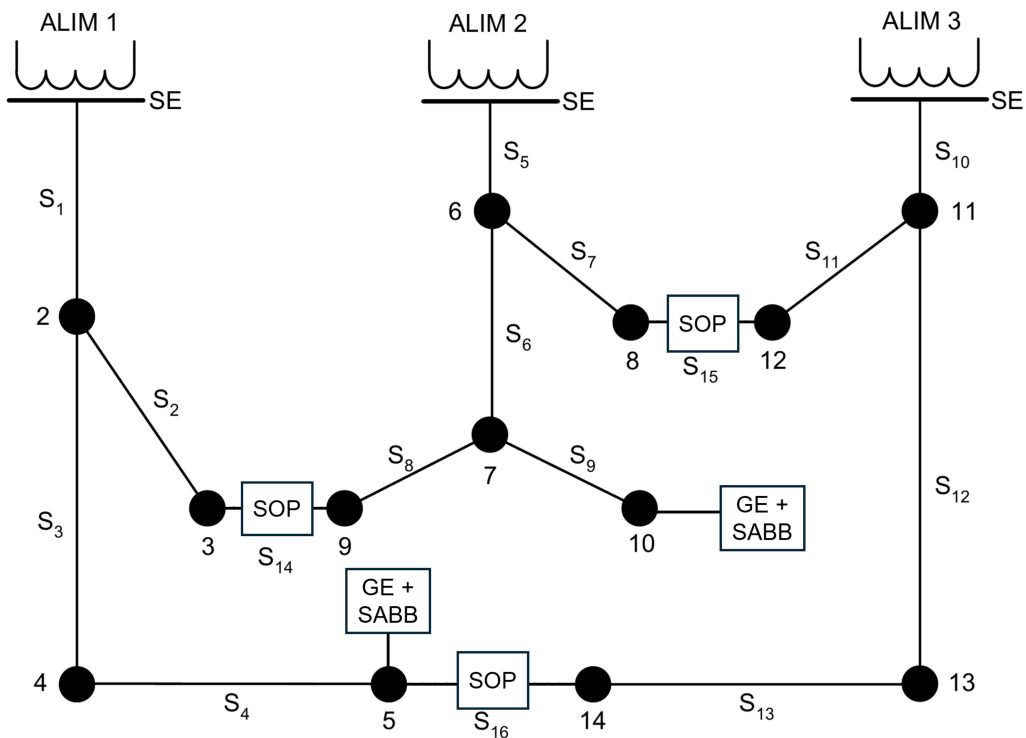 ALIM 1
ALIM 2
ALIM 3
SE
SE
SE
S5
S10
S1
6
11
S7
S11
2
SOP
S6
8
12
S15
S2
S8
S9
7
S12
SOP
GE +
SABB
S3
3
9
10
S14
GE +
SABB
4
SOP
13
S4
5
S16
14
S13